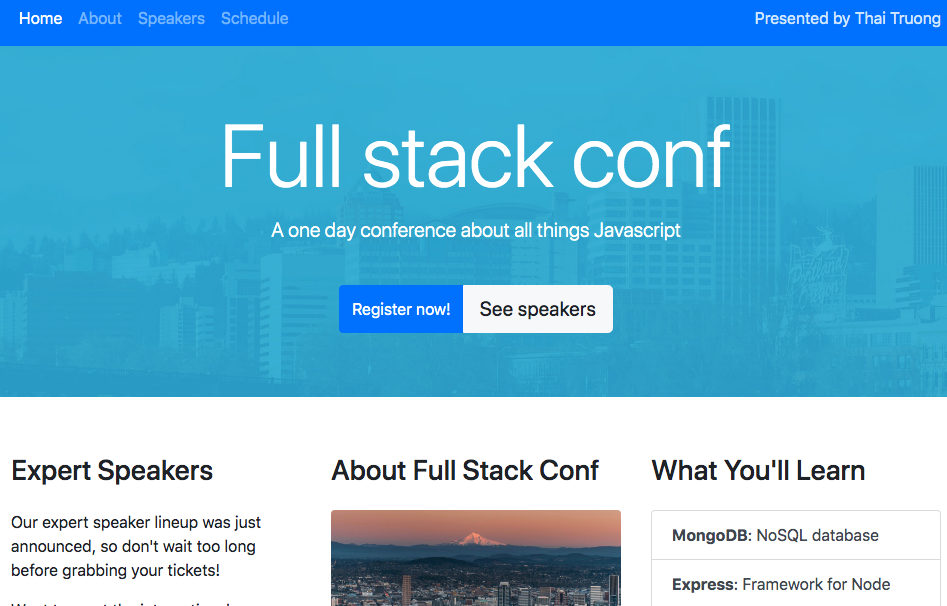 Home About Speakers Schedule Presented by Thai Truong
Full stack conf
A one day conference about all things Javascript
Register now! See speakers
Expert Speakers
Our expert speaker lineup was just
announced, so don't wait too long
before grabbing your tickets!
About Full Stack Conf
What You'll Learn
MongoDB: NoSQL database
Express: Framework for Node